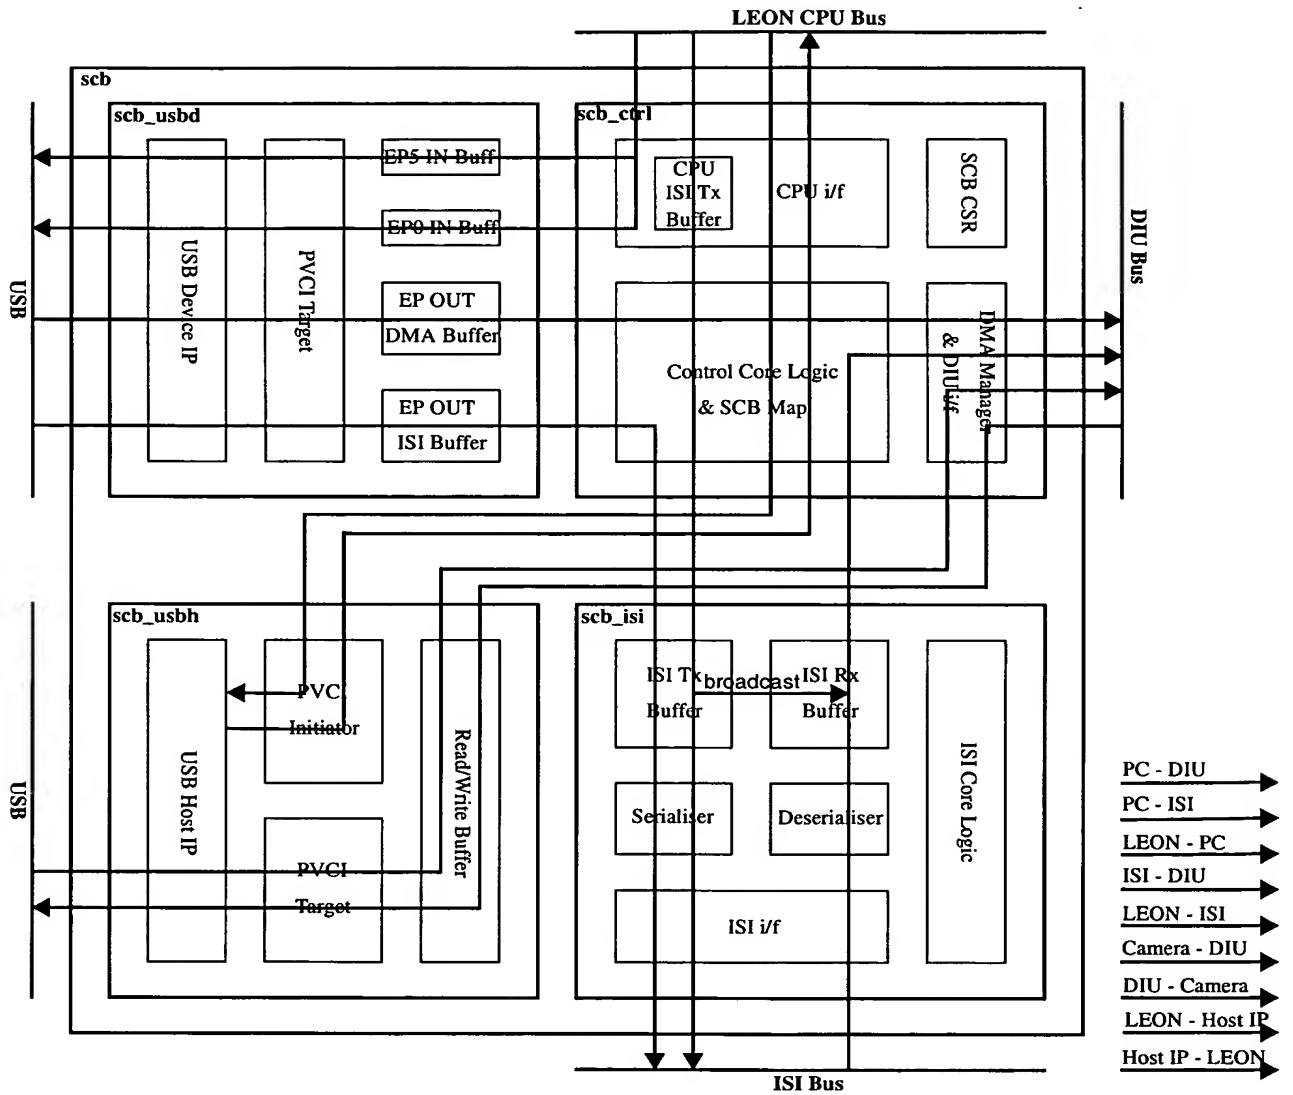 LEON CPU Bus
scb
scb_usbd
scb_ctrl
EP5 IN Buff
EP0 IN Buff
EP OUT
DMA Buffer
EP OUT
ISI Buffer
USB Device IP
PVCI Target
USB
CPU
ISI Tx
Buffer
CPU i/f
SCB CSR
Control Core Logic
& SCB Map
DMA Manager
& DIU i/f
DIU Bus
scb_usbh
scb_isi
USB
USB Host IP
PVCI
Initiator
PVCI
Target
Read/Write Buffer
ISI Tx
Buffer
broadcast
ISI Rx
Buffer
Serialiser
Deserialiser
ISI i/f
ISI Core Logic
ISI Bus
PC - DIU
PC - ISI
LEON - PC
ISI - DIU
LEON - ISI
Camera - DIU
DIU - Camera
LEON - Host IP
Host IP - LEON